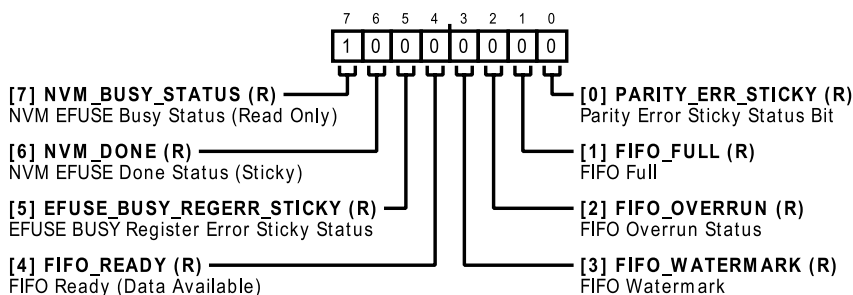 7 6 5 4 3 2 1 0
1 0 0 0 0 0 0 0
[7] NVM_BUSY_STATUS (R)
NVM EFUSE Busy Status (Read Only)
[6] NVM_DONE (R)
NVM EFUSE Done Status (Sticky)
[5] EFUSE_BUSY_REGERR_STICKY (R)
EFUSE BUSY Register Error Sticky Status
[4] FIFO_READY (R)
FIFO Ready (Data Available)
[0] PARITY_ERR_STICKY (R)
Parity Error Sticky Status Bit
[1] FIFO_FULL (R)
FIFO Full
[2] FIFO_OVERRUN (R)
FIFO Overrun Status
[3] FIFO_WATERMARK (R)
FIFO Watermark